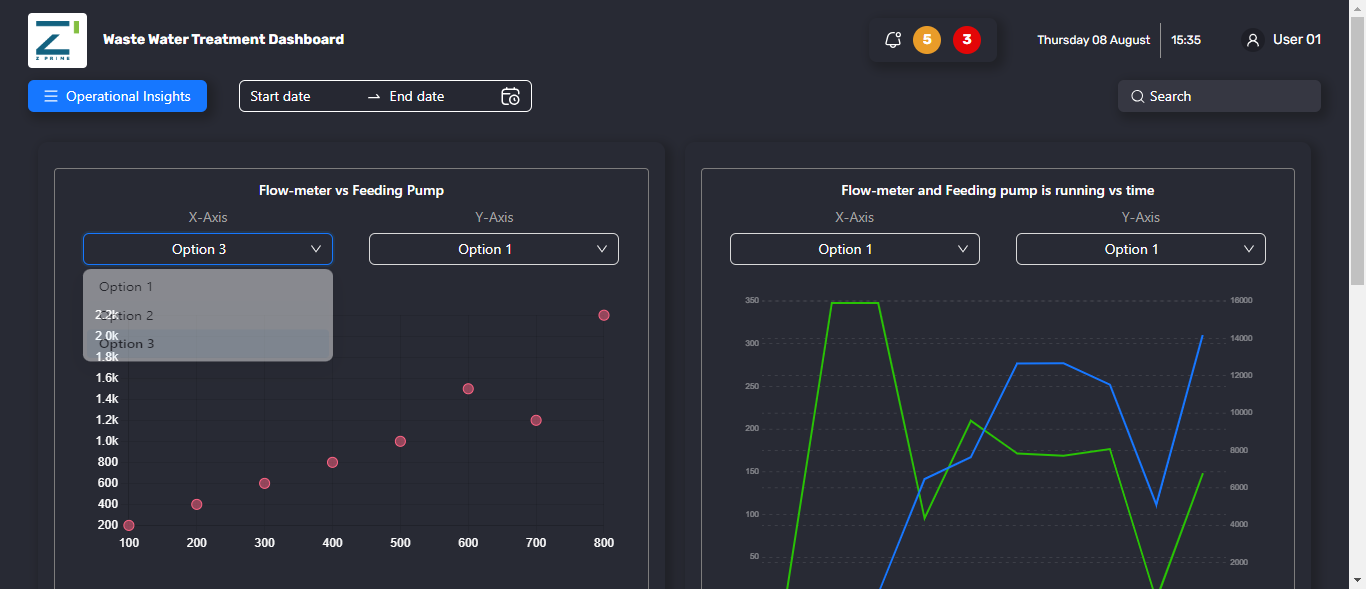 Z PRIME
Waste Water Treatment Dashboard
5
3
Thursday 08 August
15:35
User 01
Operational Insights
Start date
End date
Search
Flow-meter vs Feeding Pump
X-Axis
Y-Axis
Option 3
Option 1
Option 1
Option 2
Option 3
2.2k
2.0k
1.8k
1.6k
1.4k
1.2k
1.0k
800
600
400
200
100 200 300 400 500 600 700 800
Flow-meter and Feeding pump is running vs time
X-Axis
Y-Axis
Option 1
Option 1
350
300
250
200
150
100
50
16000
14000
12000
10000
8000
6000
4000
2000